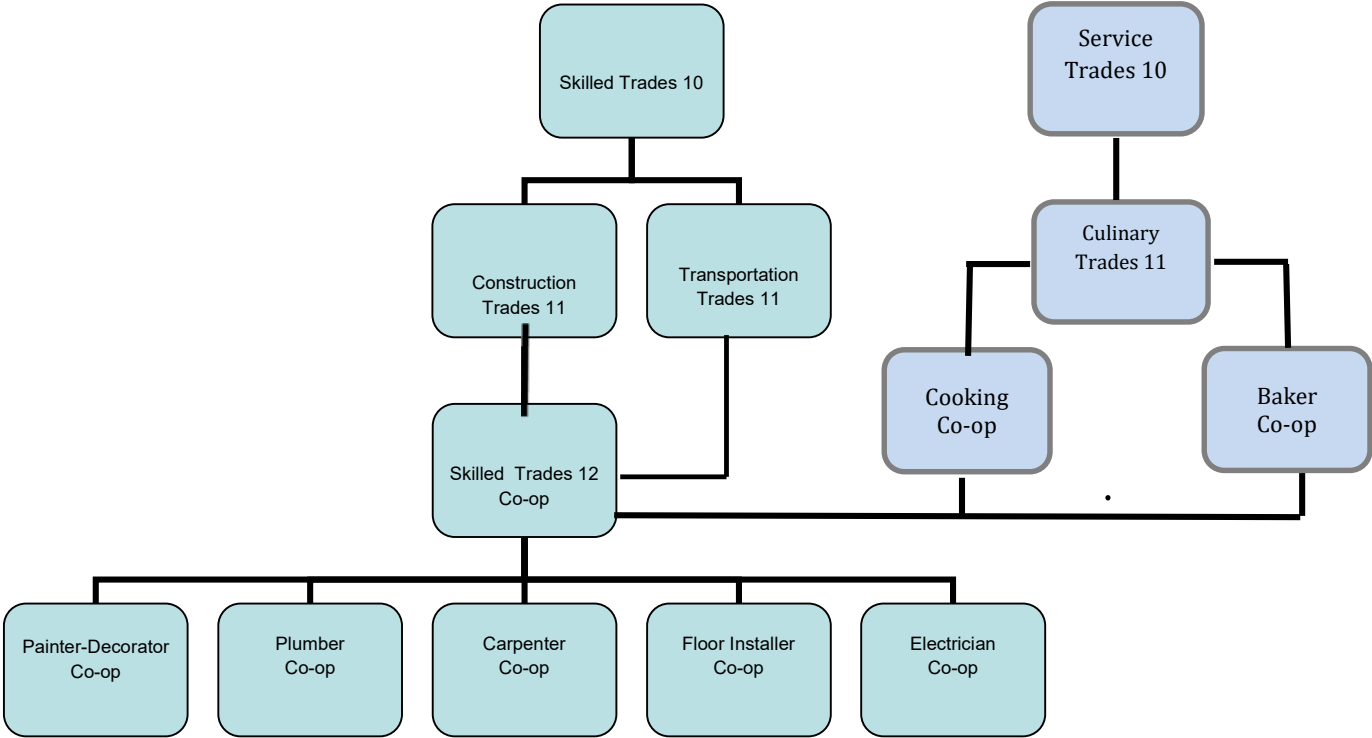 Skilled Trades 10
Service
Trades 10
Construction
Trades 11
Transportation
Trades 11
Culinary
Trades 11
Cooking
Co-op
Baker
Co-op
Skilled  Trades 12
Co-op
.
Painter-Decorator
Co-op
Plumber
Co-op
Carpenter
Co-op
Floor Installer
Co-op
Electrician
Co-op